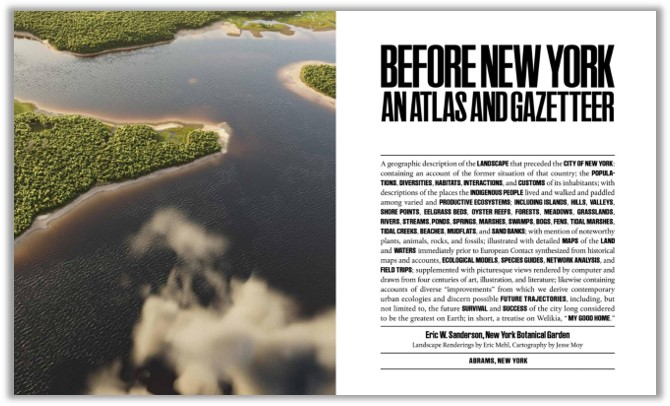 BEFORE NEW YORK
AN ATLAS AND GAZETTEER
A geographic description of the LANDSCAPE that preceded the CITY OF NEW YORK;
containing an account of the former situation of that country; the POPULA-
TIONS, DIVERSITIES, HABITATS, INTERACTIONS, and CUSTOMS of its inhabitants; with
descriptions of the places the INDIGENOUS PEOPLE lived and walked and paddled
among varied and PRODUCTIVE ECOSYSTEMS; INCLUDING ISLANDS, HILLS, VALLEYS,
SHORE POINTS, EELGRASS BEDS, OYSTER REEFS, FORESTS, MEADOWS, GRASSLANDS,
RIVERS, STREAMS, PONDS, SPRINGS, MARSHES, SWAMPS, BOGS, FENS, TIDAL MARSHES,
TIDAL CREEKS, BEACHES, MUDFLATS, and SAND BANKS; with mention of noteworthy
plants, animals, rocks, and fossils; illustrated with detailed MAPS of the LAND
and WATERS immediately prior to European Contact synthesized from historical
maps and accounts, ECOLOGICAL MODELS, SPECIES GUIDES, NETWORK ANALYSIS, and
FIELD TRIPS; supplemented with picturesque views rendered by computer and
drawn from four centuries of art, illustration, and literature; likewise containing
accounts of diverse "improvements" from which we derive contemporary
urban ecologies and discern possible FUTURE TRAJECTORIES, including, but
not limited to, the future SURVIVAL and SUCCESS of the city long considered
to be the greatest on Earth; in short, a treatise on Welikia, "MY GOOD HOME."
Eric W. Sanderson, New York Botanical Garden
Landscape Renderings by Eric Mehl, Cartography by Jesse Moy
ABRAMS, NEW YORK